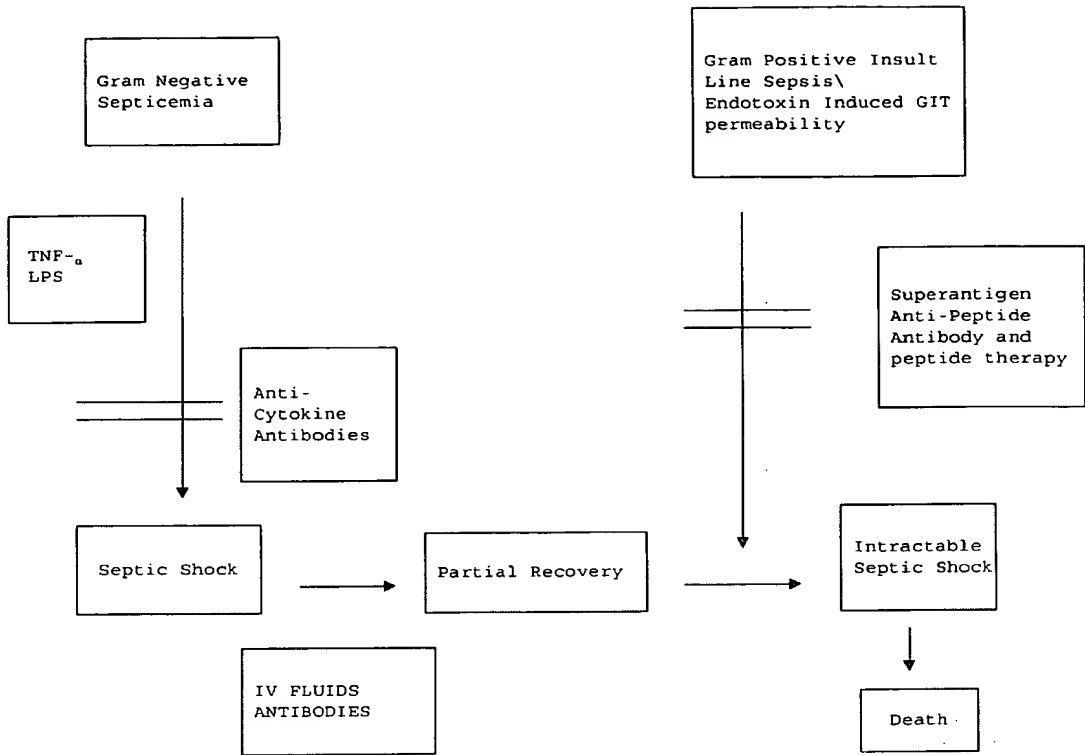 Gram Negative
Septicemia
Gram Positive Insult
Line Sepsis\
Endotoxin Induced GIT
permeability
TNF-α
LPS
Superantigen
Anti-Peptide
Antibody and
peptide therapy
Anti-
Cytokine
Antibodies
Septic Shock
Partial Recovery
Intractable
Septic Shock
IV FLUIDS
ANTIBODIES
Death